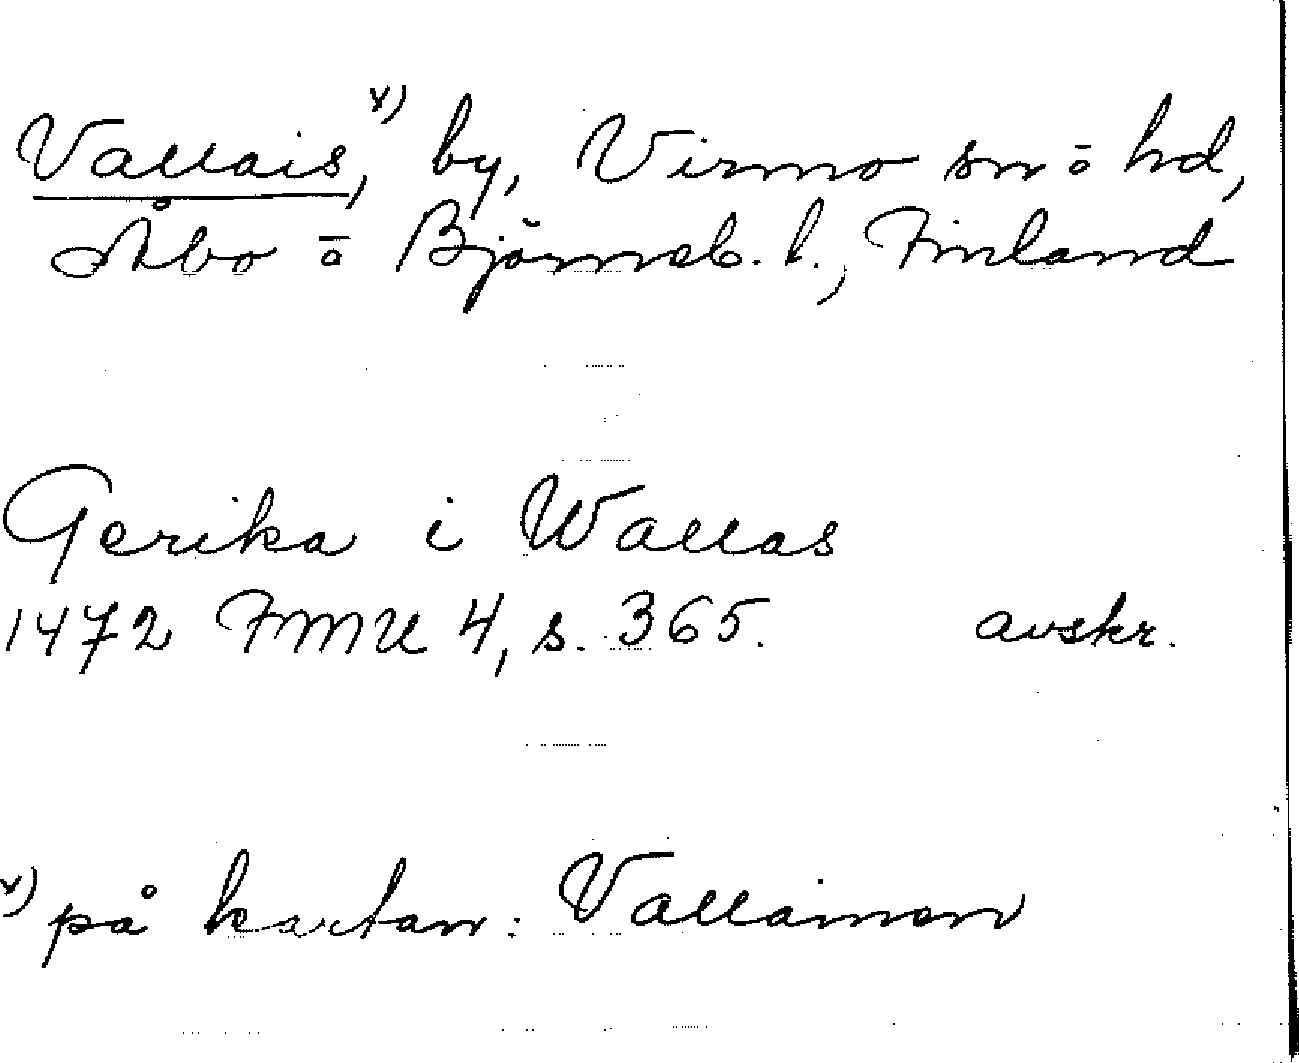 Vallais,x) by, Virmo sn o hd,
Åbo o Björneb. l., Finland
Gerika i Wallas
1472 FMU 4, s. 365. avskr.
x) på kartan: Vallainen